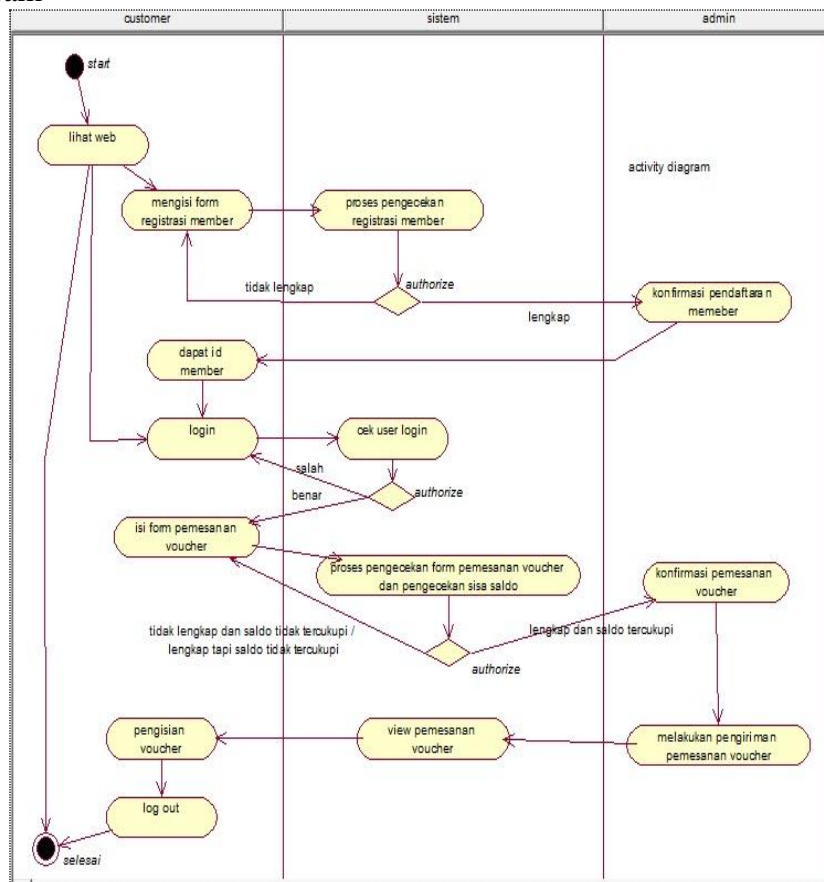 customer
sistem
admin
start
lihat web
activity diagram
mengisi form
registrasi member
proses pengecekan
registrasi member
authorize
tidak lengkap
lengkap
konfirmasi pendaftaran
memeber
dapat id
member
login
cek user login
salah
benar
authorize
isi form pemesanan
voucher
proses pengecekan form pemesanan voucher
dan pengecekan sisa saldo
konfirmasi pemesanan
voucher
tidak lengkap dan saldo tidak tercukupi /
lengkap tapi saldo tidak tercukupi
lengkap dan saldo tercukupi
authorize
pengisian
voucher
view pemesanan
voucher
melakukan pengiriman
pemesanan voucher
log out
selesai